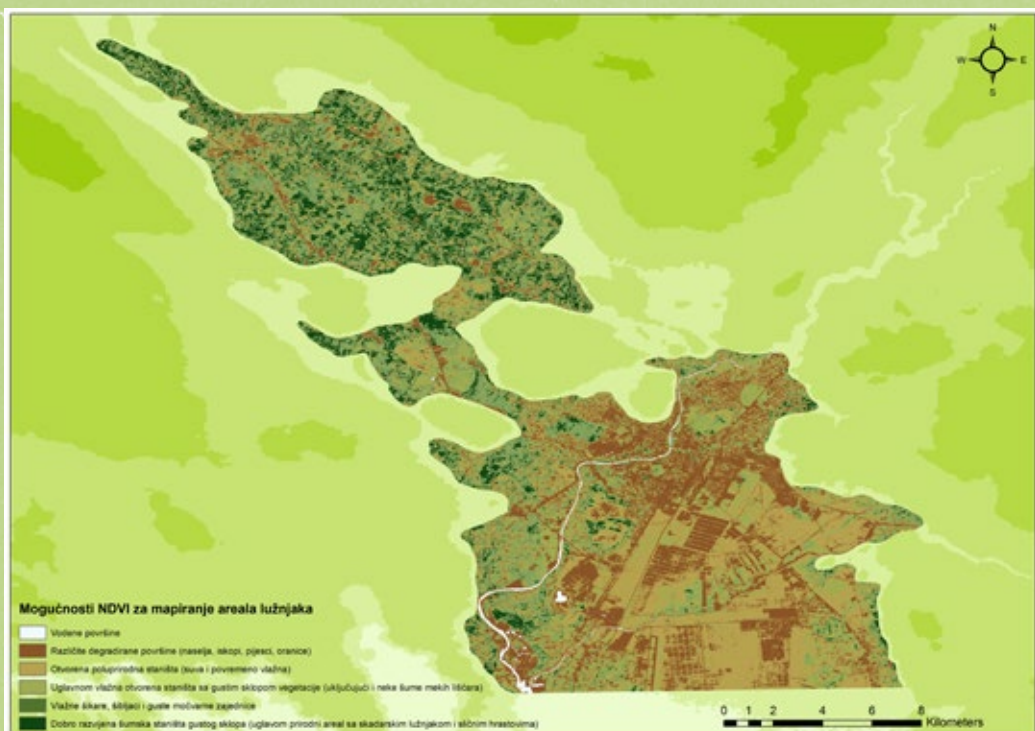 N
W E
S
Mogućnosti NDVI za mapiranje areala lužnjaka
Vodene površine
Različite degradirane površine (naselja, iskopi, pijesci, oranice)
Otvorena poluprirodna staništa (suva i povremeno vlažna)
Uglavnom vlažna otvorena staništa sa gustim sklopom vegetacije (uključujući i neke šume mekih lišćara)
Vlažne šikare, šibljaci i guste močvarne zajednice
Dobro razvijena šumska staništa gustog sklopa (uglavnom prirodni areal sa skadarskim lužnjakom i sličnim hrastovima)
0 1 2 4 6 8
Kilometers